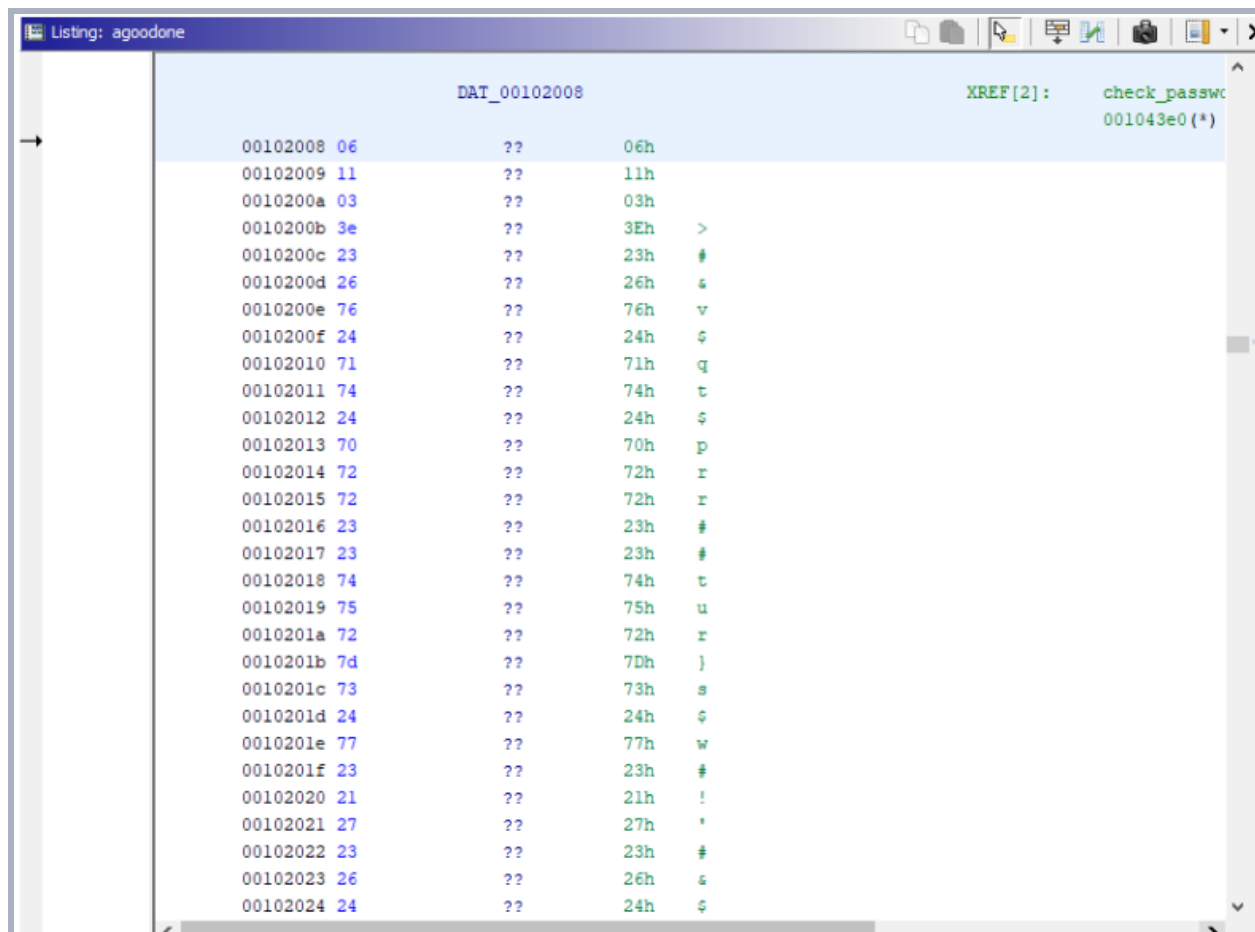 Listing: agoodone
DAT_00102008 XREF[2]: check_passwo
001043e0(*)
00102008 06 ?? 06h
00102009 11 ?? 11h
0010200a 03 ?? 03h
0010200b 3e ?? 3Eh >
0010200c 23 ?? 23h #
0010200d 26 ?? 26h &
0010200e 76 ?? 76h v
0010200f 24 ?? 24h $
00102010 71 ?? 71h q
00102011 74 ?? 74h t
00102012 24 ?? 24h $
00102013 70 ?? 70h p
00102014 72 ?? 72h r
00102015 72 ?? 72h r
00102016 23 ?? 23h #
00102017 23 ?? 23h #
00102018 74 ?? 74h t
00102019 75 ?? 75h u
0010201a 72 ?? 72h r
0010201b 7d ?? 7Dh }
0010201c 73 ?? 73h s
0010201d 24 ?? 24h $
0010201e 77 ?? 77h w
0010201f 23 ?? 23h #
00102020 21 ?? 21h !
00102021 27 ?? 27h '
00102022 23 ?? 23h #
00102023 26 ?? 26h &
00102024 24 ?? 24h $